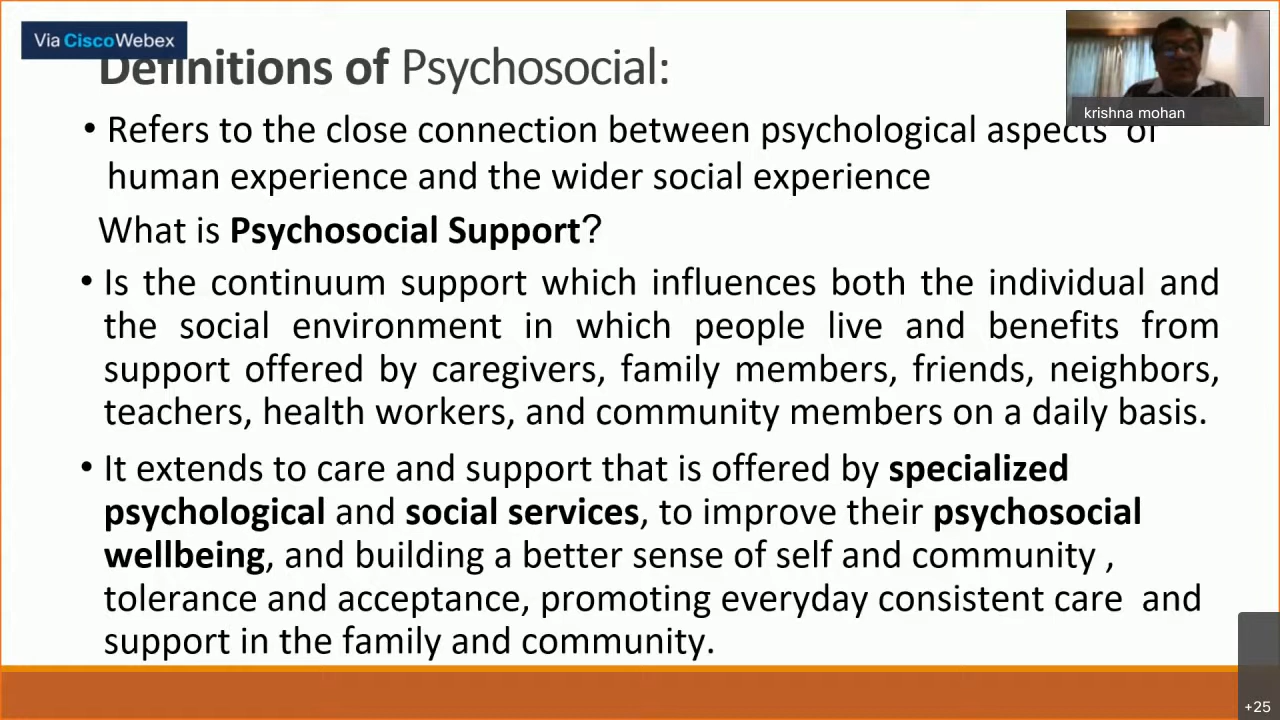 Via CiscoWebex
Definitions of Psychosocial:
krishna mohan
• Refers to the close connection between psychological aspects of
human experience and the wider social experience
What is Psychosocial Support?
• Is the continuum support which influences both the individual and
the social environment in which people live and benefits from
support offered by caregivers, family members, friends, neighbors,
teachers, health workers, and community members on a daily basis.
• It extends to care and support that is offered by specialized
psychological and social services, to improve their psychosocial
wellbeing, and building a better sense of self and community ,
tolerance and acceptance, promoting everyday consistent care and
support in the family and community.
+25